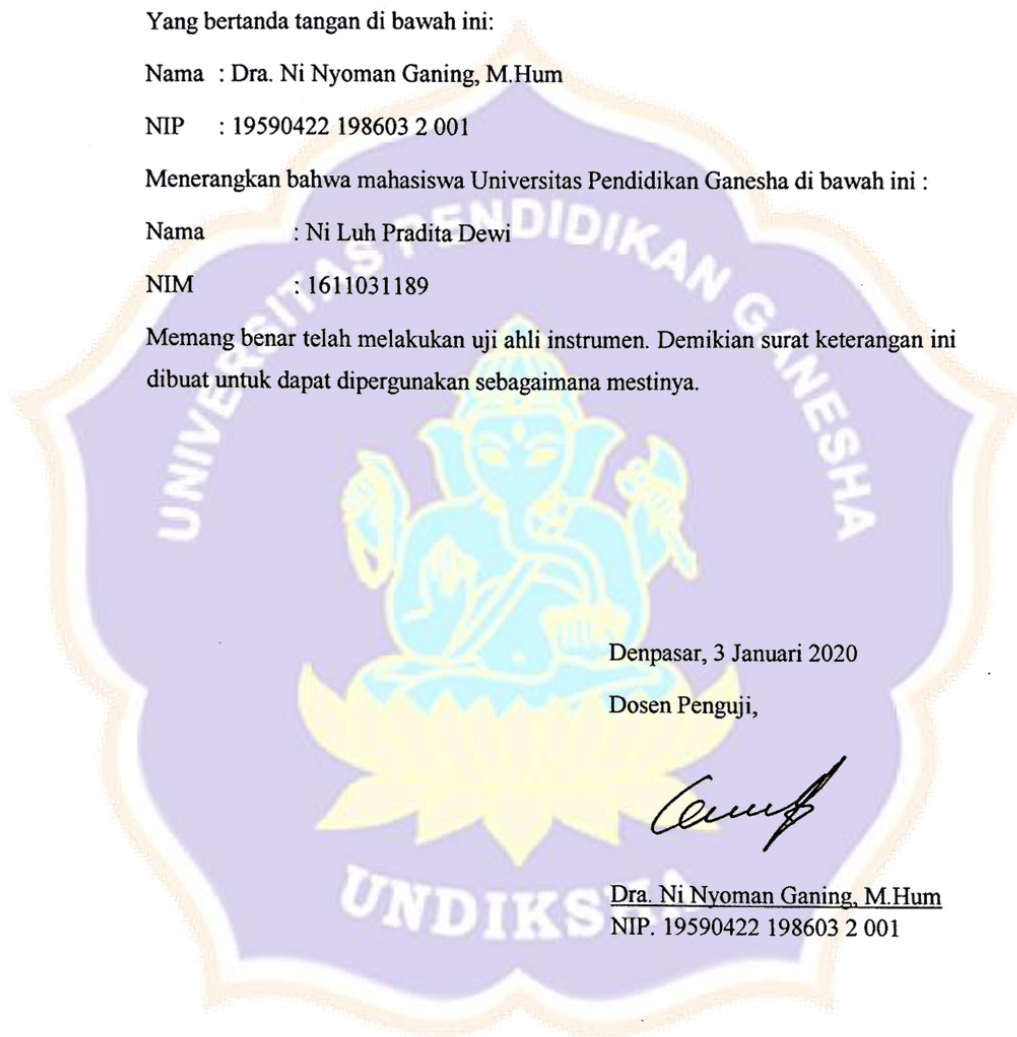 Yang bertanda tangan di bawah ini:
Nama : Dra. Ni Nyoman Ganing, M.Hum
NIP : 19590422 198603 2 001
Menerangkan bahwa mahasiswa Universitas Pendidikan Ganesha di bawah ini :
Nama : Ni Luh Pradita Dewi
NIM : 1611031189
Memang benar telah melakukan uji ahli instrumen. Demikian surat keterangan ini
dibuat untuk dapat dipergunakan sebagaimana mestinya.
UNIVERSITAS PENDIDIKAN GANESHA
Denpasar, 3 Januari 2020
Dosen Penguji,
Dra. Ni Nyoman Ganing, M.Hum
NIP. 19590422 198603 2 001
UNDIKSHA